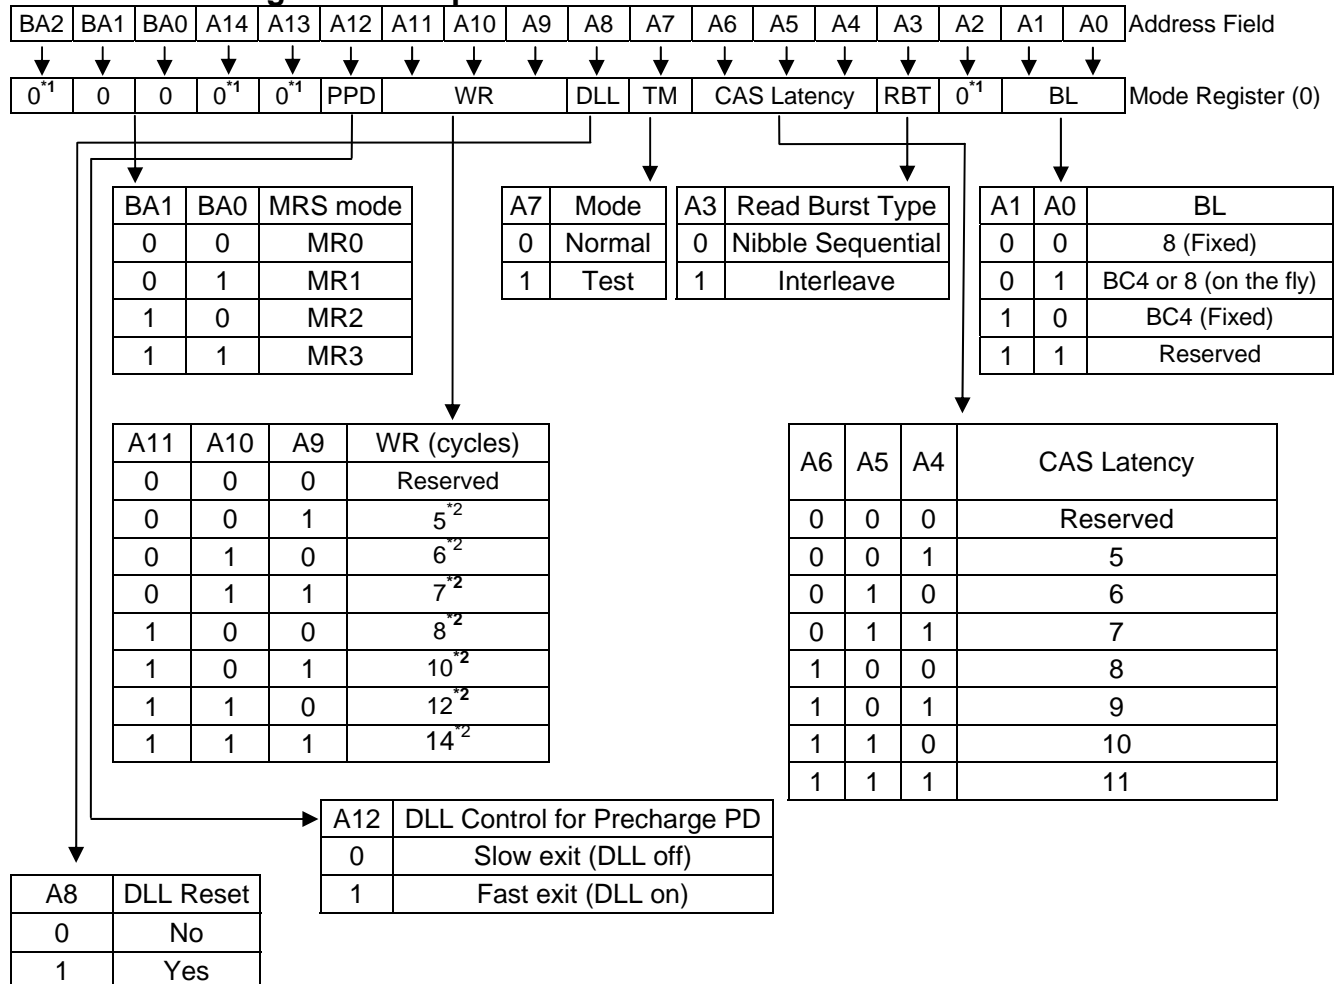 BA2 BA1 BA0 A14 A13 A12 A11 A10 A9 A8 A7 A6 A5 A4 A3 A2 A1 A0 Address Field
0*1 0 0 0*1 0*1 PPD WR DLL TM CAS Latency RBT 0*1 BL Mode Register (0)
BA1 BA0 MRS mode
0 0 MR0
0 1 MR1
1 0 MR2
1 1 MR3
A7 Mode
0 Normal
1 Test
A3 Read Burst Type
0 Nibble Sequential
1 Interleave
A1 A0 BL
0 0 8 (Fixed)
0 1 BC4 or 8 (on the fly)
1 0 BC4 (Fixed)
1 1 Reserved
A11 A10 A9 WR (cycles)
0 0 0 Reserved
0 0 1 5*2
0 1 0 6*2
0 1 1 7*2
1 0 0 8*2
1 0 1 10*2
1 1 0 12*2
1 1 1 14*2
A6 A5 A4 CAS Latency
0 0 0 Reserved
0 0 1 5
0 1 0 6
0 1 1 7
1 0 0 8
1 0 1 9
1 1 0 10
1 1 1 11
A12 DLL Control for Precharge PD
0 Slow exit (DLL off)
1 Fast exit (DLL on)
A8 DLL Reset
0 No
1 Yes